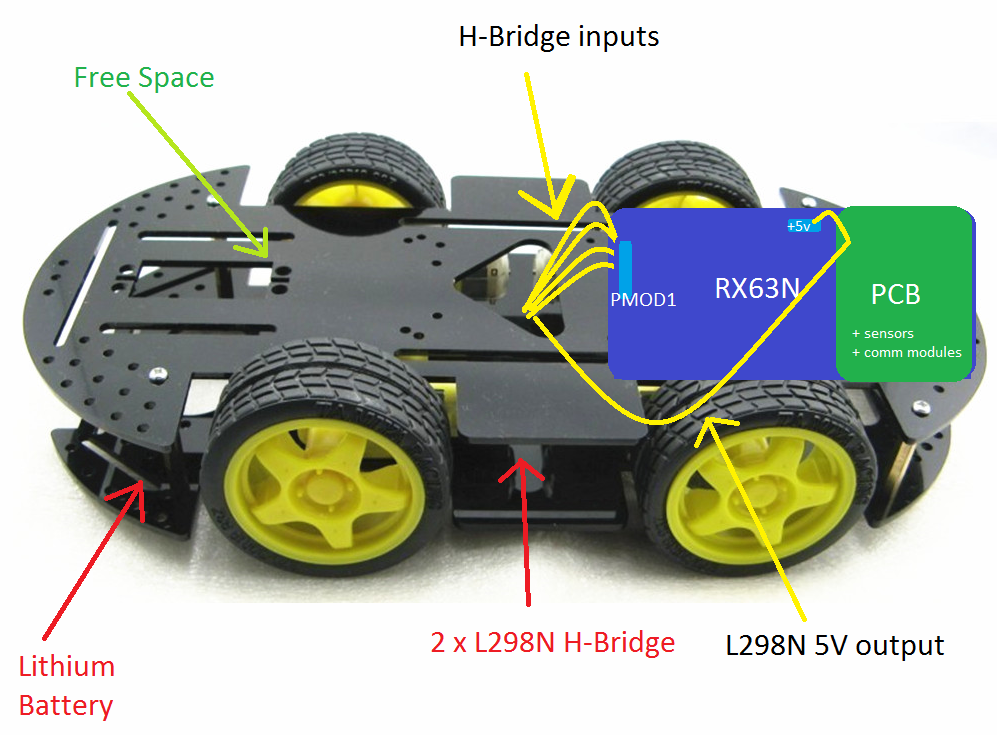 H-Bridge inputs
Free Space
+5v
PMOD1
RX63N
PCB
+ sensors
+ comm modules
2 x L298N H-Bridge
L298N 5V output
Lithium
Battery